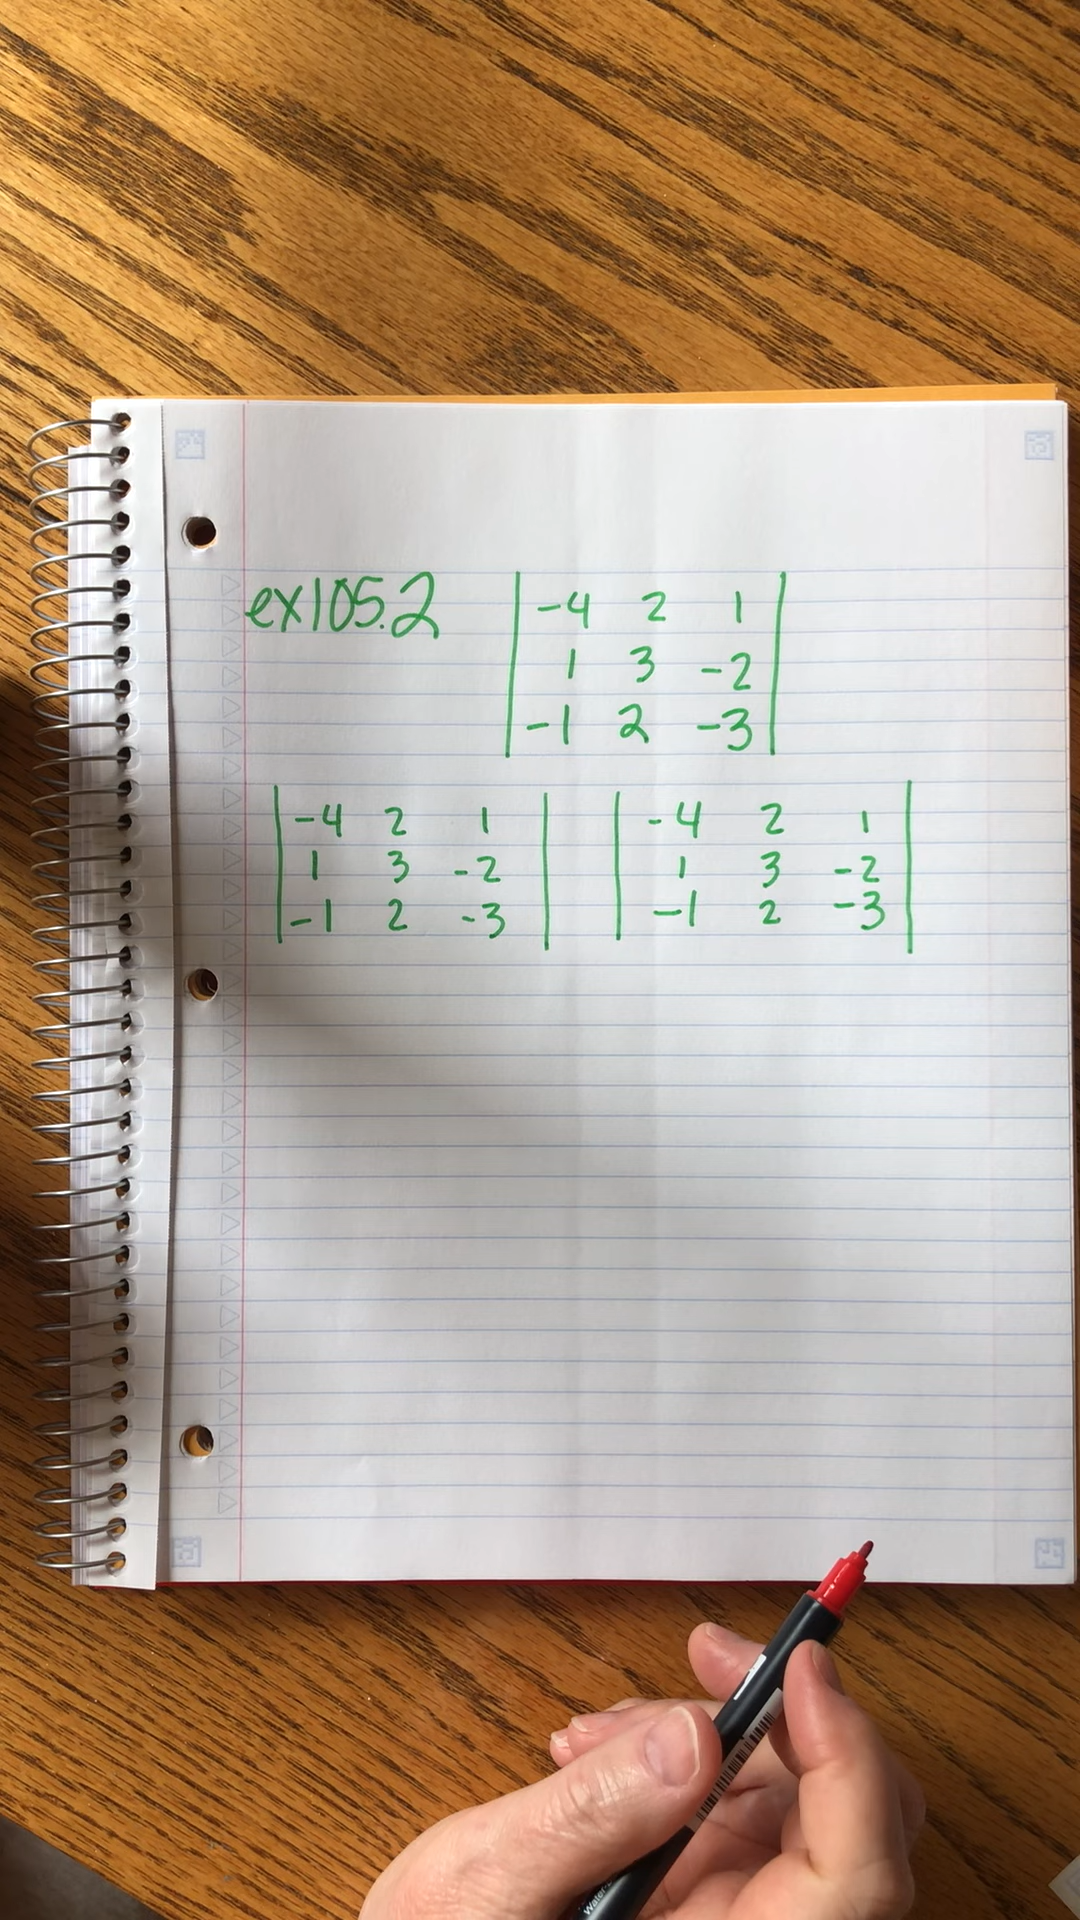 ex105.2 | -4 2 1 |
| 1 3 -2 |
| -1 2 -3 |
| -4 2 1 | | -4 2 1 |
| 1 3 -2 | | 1 3 -2 |
| -1 2 -3 | | -1 2 -3 |
Water-